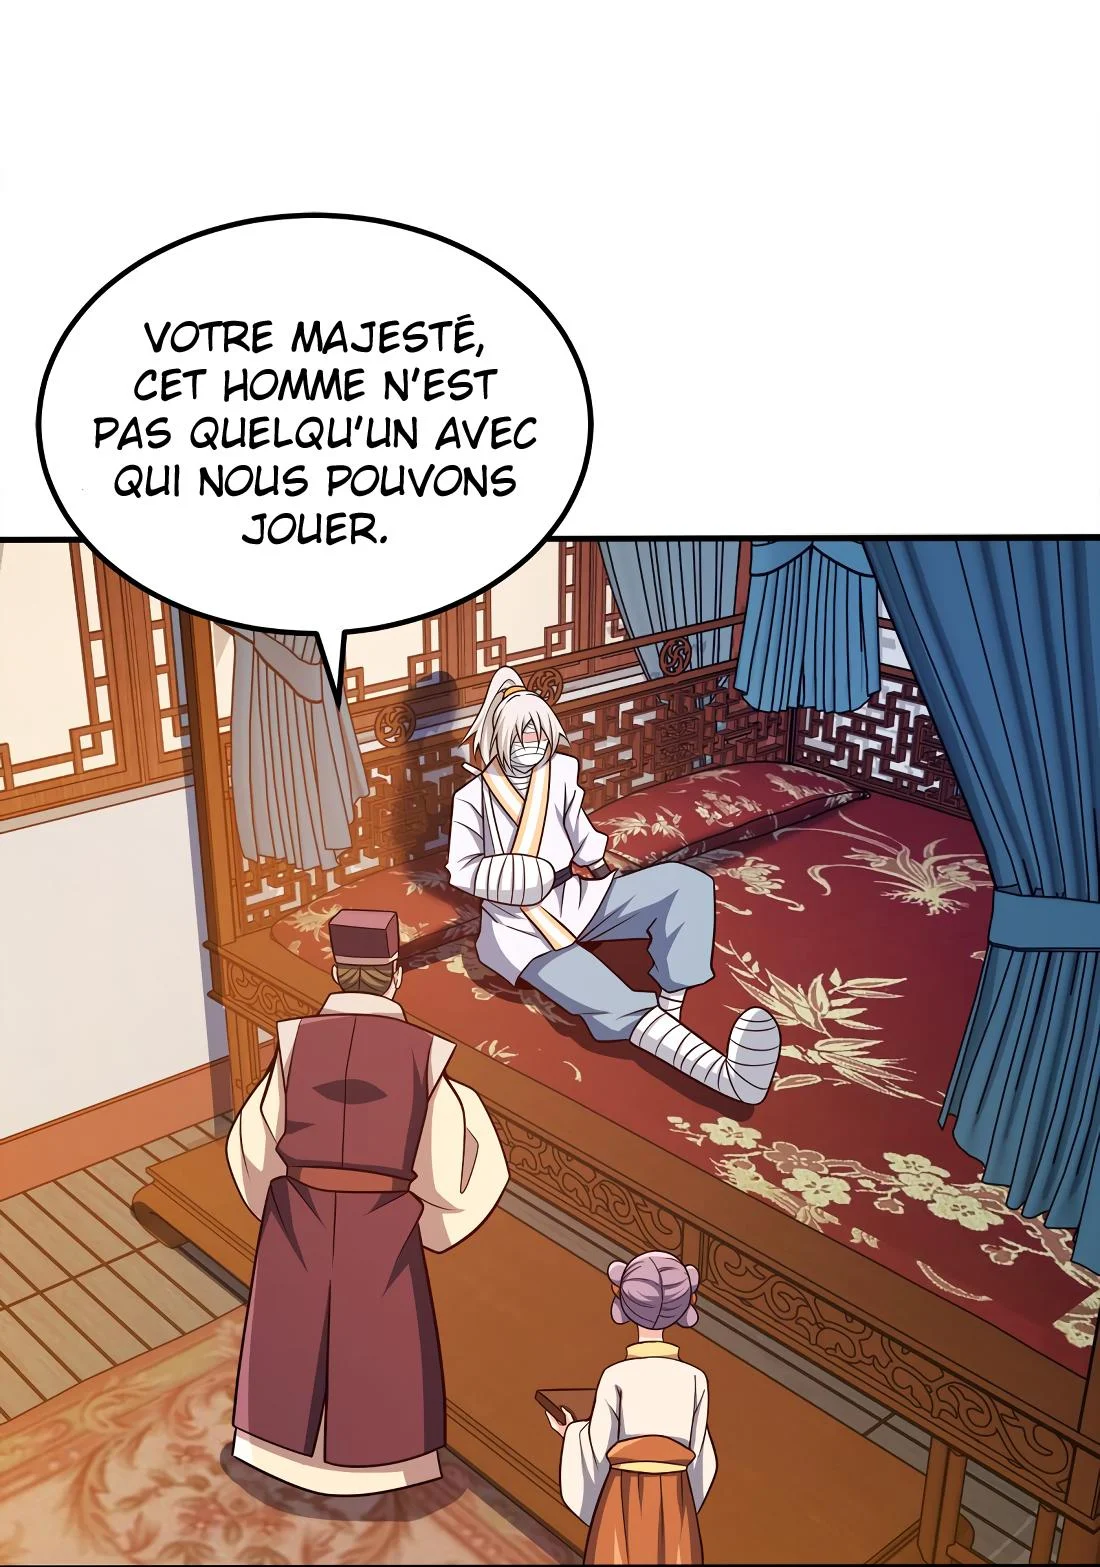 VOTRE MAJESTÉ,
CET HOMME N'EST
PAS QUELQU'UN AVEC
QUI NOUS POUVONS
JOUER.